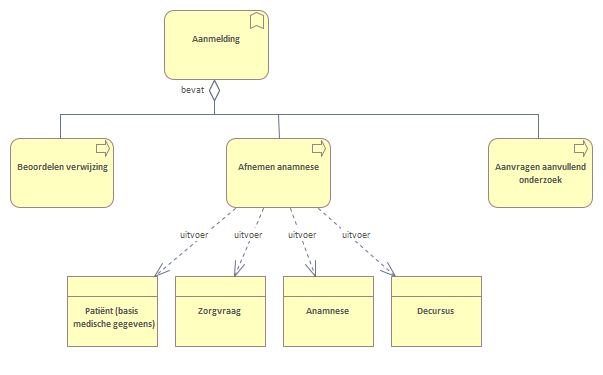 Aanmelding
bevat
Beoordelen verwijzing
Afnemen anamnese
Aanvragen aanvullend
onderzoek
uitvoer
uitvoer
uitvoer
uitvoer
Patiënt (basis
medische gegevens)
Zorgvraag
Anamnese
Decursus